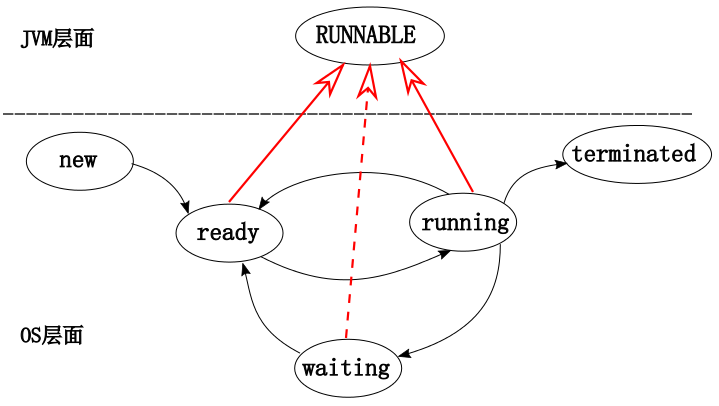 RUNNABLE
JVM层面
new
terminated
ready
running
OS层面
waiting